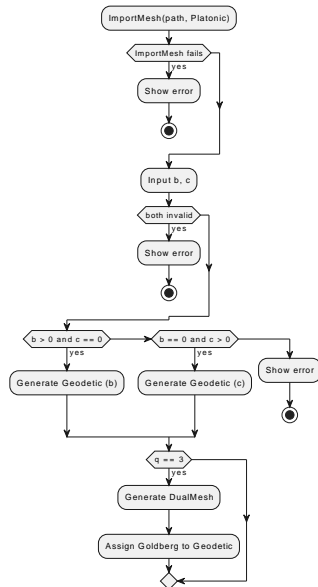 ImportMesh(path, Platonic)
ImportMesh fails
yes
Show error
Input b, c
both invalid
yes
Show error
b > 0 and c == 0
b == 0 and c > 0
yes
yes
Show error
Generate Geodetic (b)
Generate Geodetic (c)
q == 3
yes
Generate DualMesh
Assign Goldberg to Geodetic